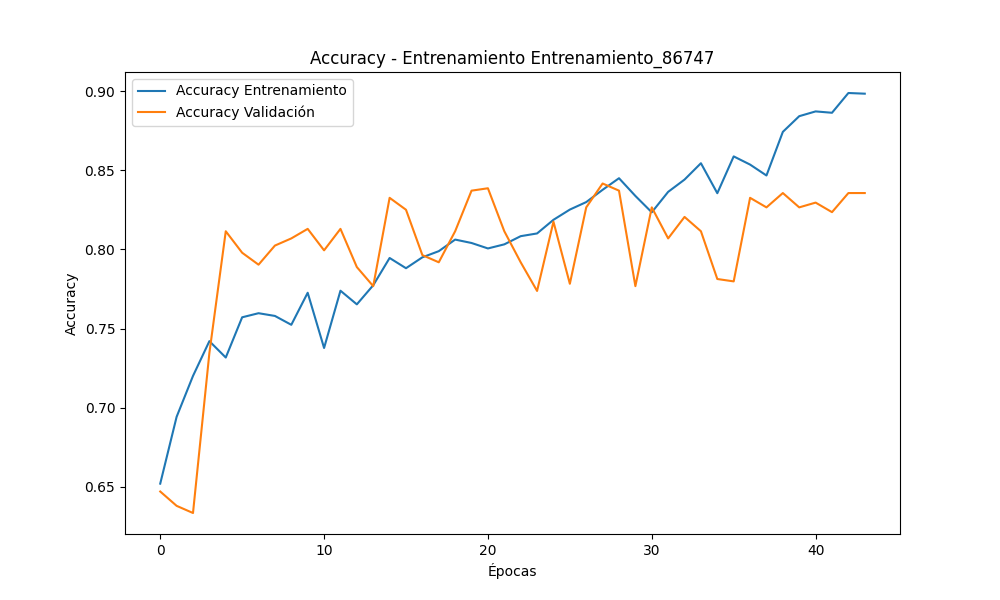 Accuracy - Entrenamiento Entrenamiento_86747
Accuracy Entrenamiento
Accuracy Validación
0.90
0.85
0.80
0.75
0.70
0.65
Accuracy
0 10 20 30 40
Épocas